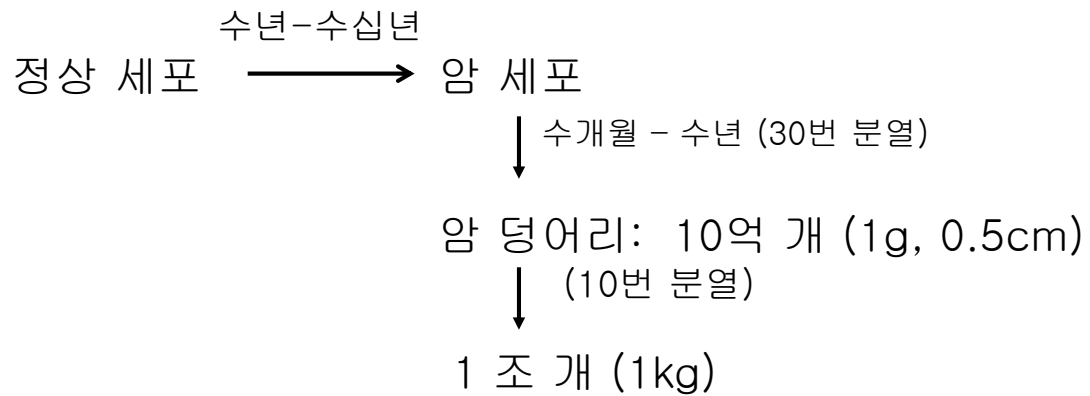 수년-수십년
정상 세포 암 세포
수개월 - 수년 (30번 분열)
암 덩어리: 10억 개 (1g, 0.5cm)
(10번 분열)
1 조 개 (1kg)